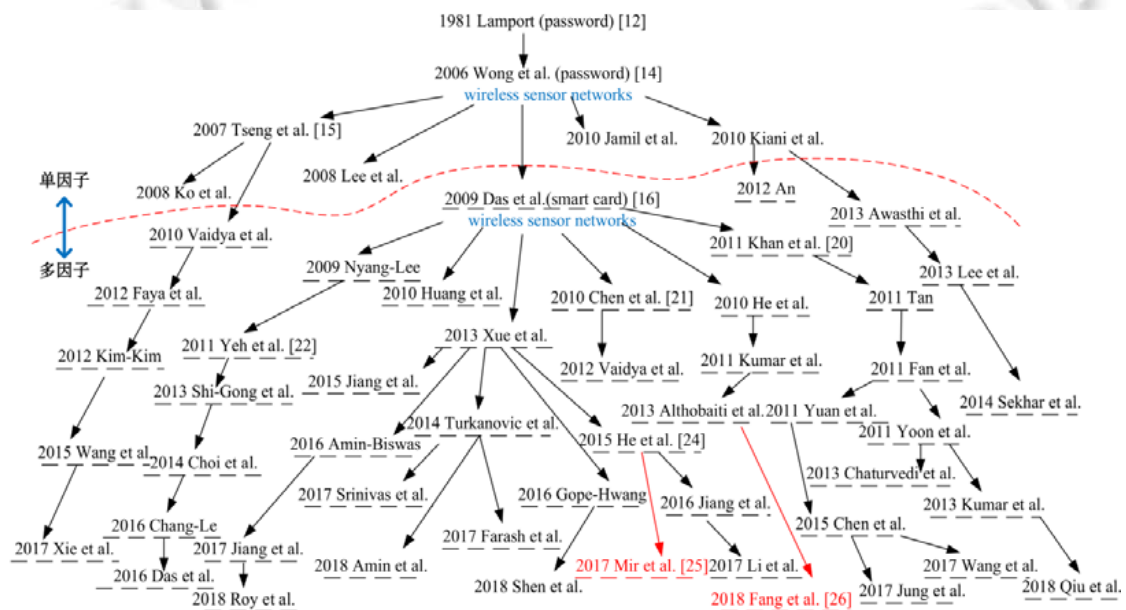 1981 Lamport (password) [12]
2006 Wong et al. (password) [14]
wireless sensor networks
2007 Tseng et al. [15]
2010 Jamil et al.
2010 Kiani et al.
2008 Ko et al.
2008 Lee et al.
2012 An
单因子
2009 Das et al.(smart card) [16]
wireless sensor networks
2013 Awasthi et al.
2010 Vaidya et al.
2011 Khan et al. [20]
多因子
2009 Nyang-Lee
2013 Lee et al.
2012 Faya et al.
2010 Huang et al.
2010 Chen et al. [21]
2010 He et al.
2011 Tan
2013 Xue et al.
2012 Kim-Kim
2011 Yeh et al. [22]
2012 Vaidya et al.
2011 Kumar et al.
2011 Fan et al.
2015 Jiang et al.
2013 Shi-Gong et al.
2014 Sekhar et al.
2013 Althobaiti et al.
2011 Yuan et al.
2014 Turkanovic et al.
2016 Amin-Biswas
2015 He et al. [24]
2011 Yoon et al.
2015 Wang et al.
2014 Choi et al.
2013 Chaturvedi et al.
2017 Srinivas et al.
2016 Gope-Hwang
2016 Jiang et al.
2013 Kumar et al.
2016 Chang-Le
2015 Chen et al.
2017 Xie et al.
2017 Jiang et al.
2017 Farash et al.
2018 Amin et al.
2017 Mir et al. [25]
2017 Li et al.
2017 Wang et al.
2016 Das et al.
2018 Shen et al.
2017 Jung et al.
2018 Qiu et al.
2018 Roy et al.
2018 Fang et al. [26]